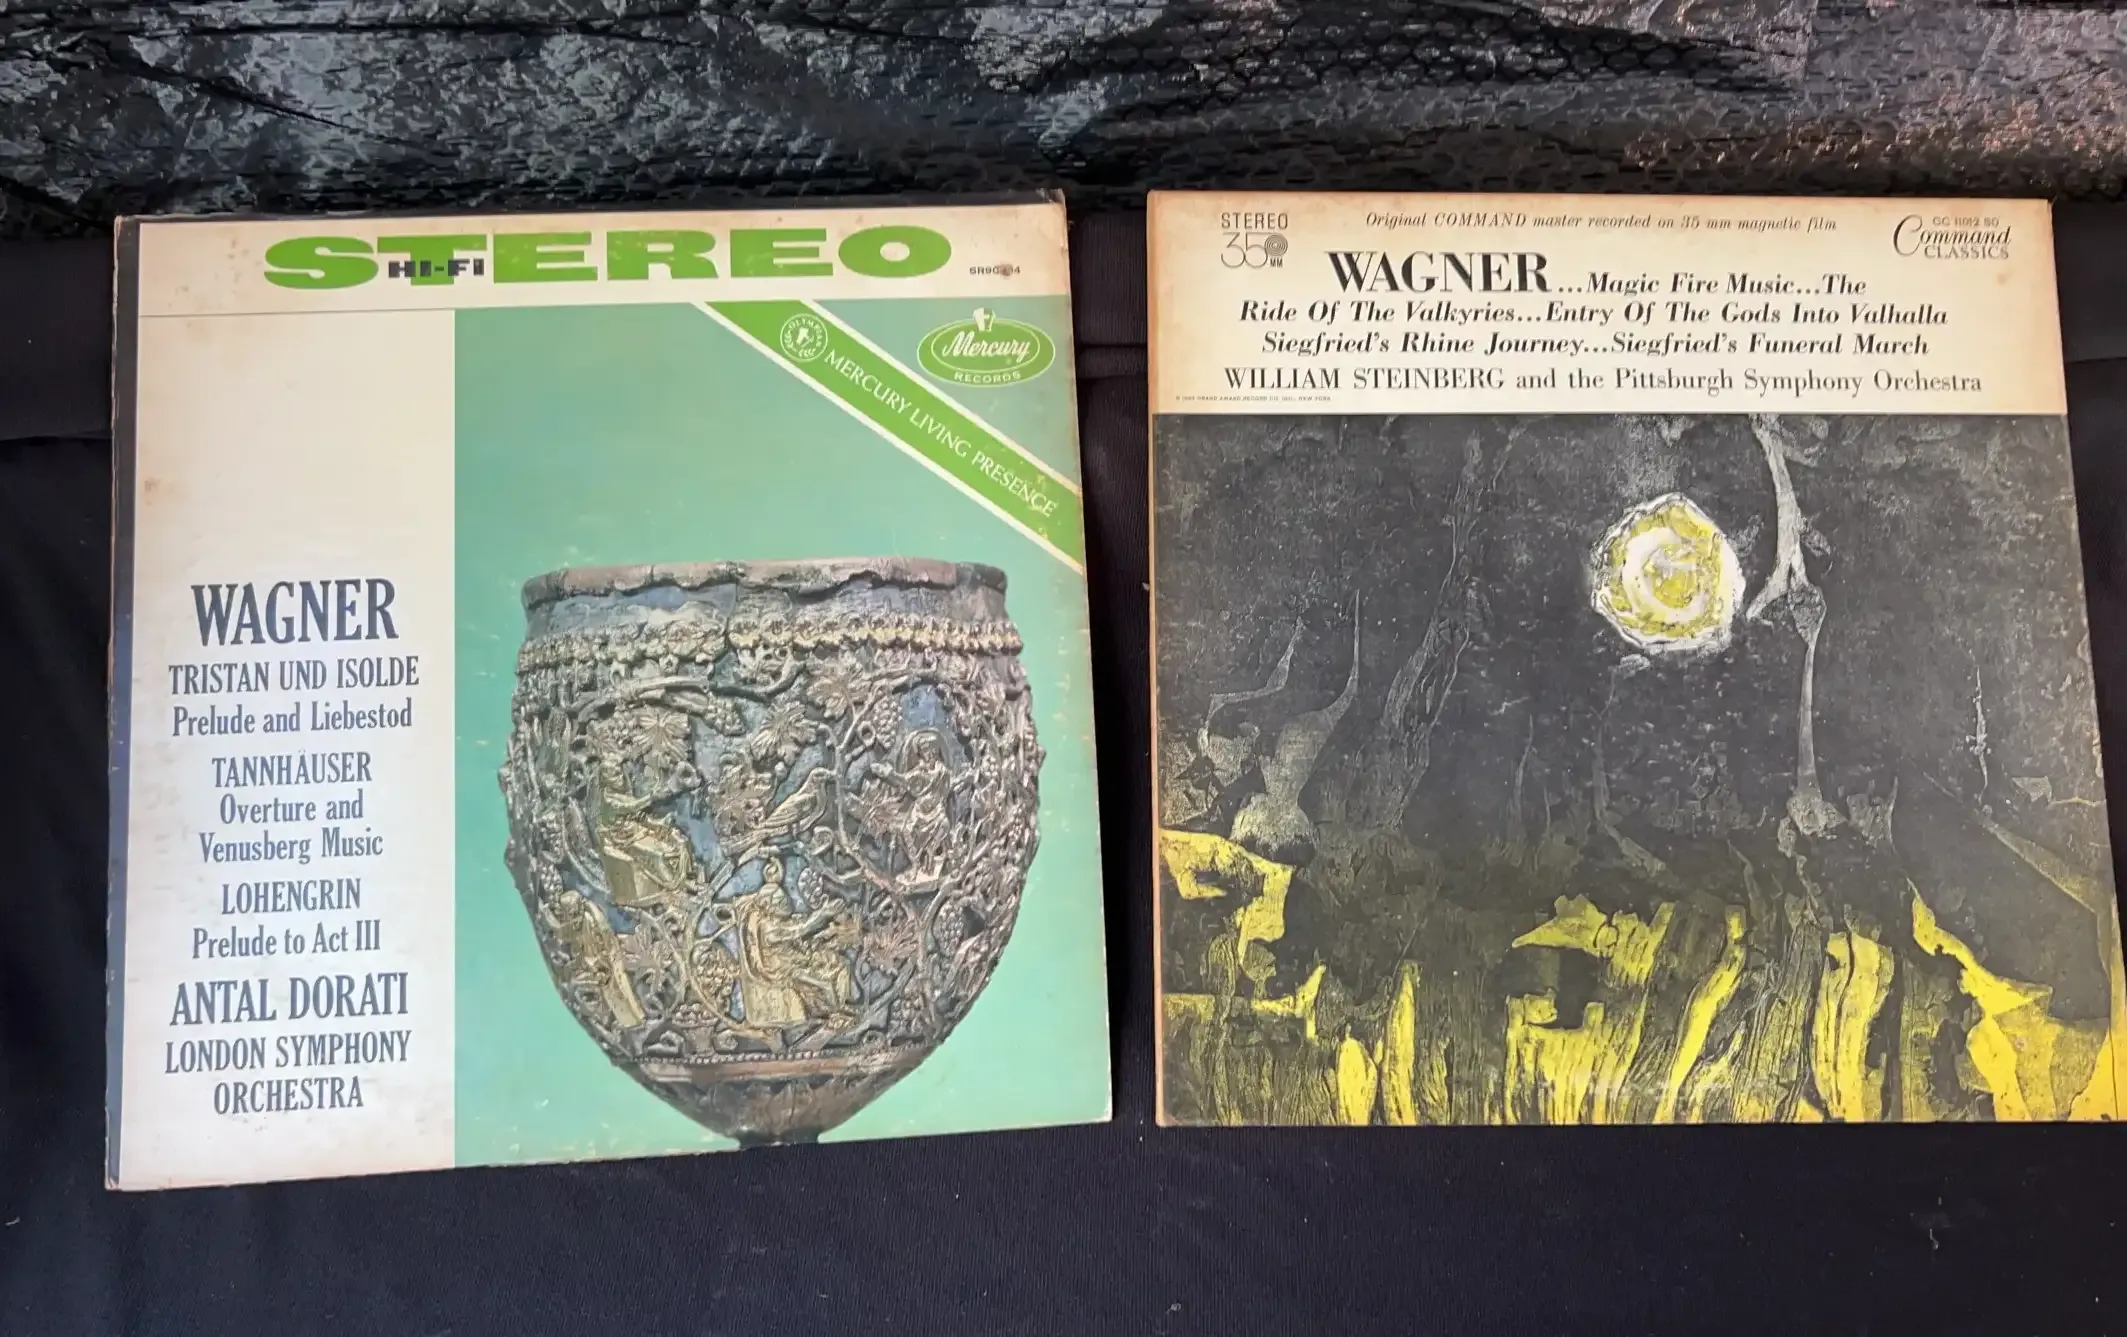 STEREO
HI-FI
MERCURY LIVING PRESENCE
Mercury
RECORDS
WAGNER
TRISTAN UND ISOLDE
Prelude and Liebestod
TANNHÄUSER
Overture and
Venusberg Music
LOHENGRIN
Prelude to Act III
ANTAL DORATI
LONDON SYMPHONY
ORCHESTRA
STEREO
35
MM
Original COMMAND master recorded on 35 mm magnetic film
CC 11012 SD
Command
CLASSICS
WAGNER...Magic Fire Music...The
Ride Of The Valkyries...Entry Of The Gods Into Valhalla
Siegfried's Rhine Journey...Siegfried's Funeral March
WILLIAM STEINBERG and the Pittsburgh Symphony Orchestra